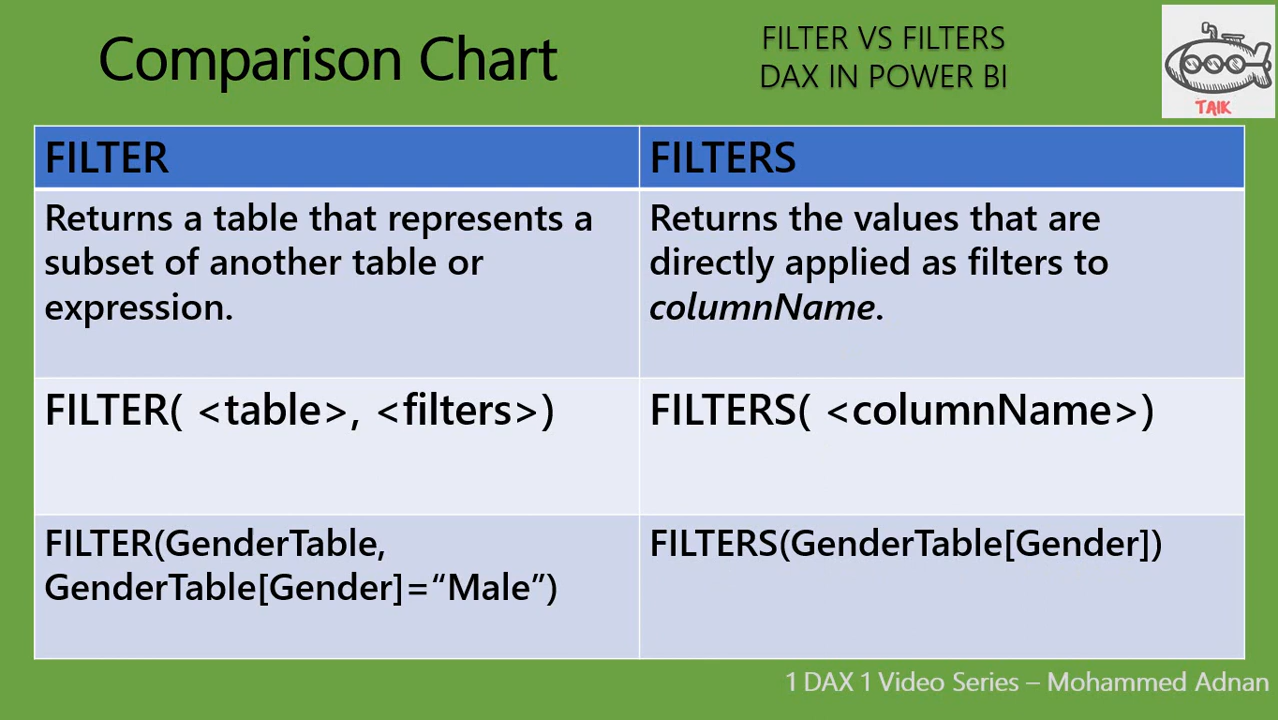 Comparison Chart
FILTER VS FILTERS
DAX IN POWER BI
TAIK
FILTER
FILTERS
Returns a table that represents a
subset of another table or
expression.
Returns the values that are
directly applied as filters to
columnName.
FILTER( <table>, <filters>)
FILTERS( <columnName>)
FILTER(GenderTable,
GenderTable[Gender]=“Male”)
FILTERS(GenderTable[Gender])
1 DAX 1 Video Series – Mohammed Adnan